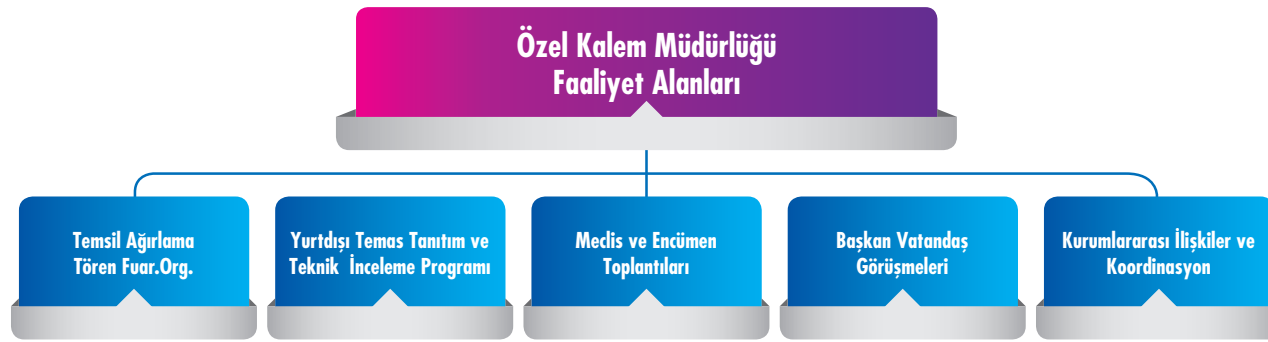 Özel Kalem Müdürlüğü
Faaliyet Alanları
Temsil Ağırlama
Tören Fuar.Org.
Yurtdışı Temas Tanıtım ve
Teknik İnceleme Programı
Meclis ve Encümen
Toplantıları
Başkan Vatandaş
Görüşmeleri
Kurumlararası İlişkiler ve
Koordinasyon